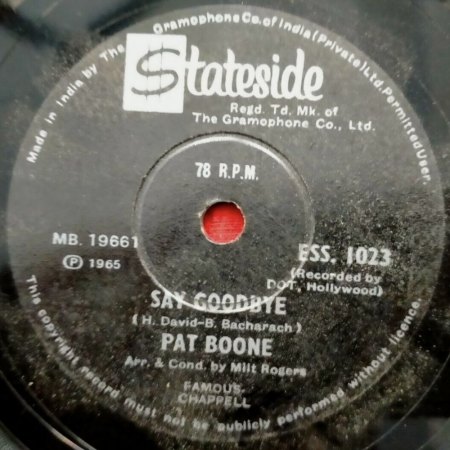 Made in India by The Gramophone Co. of India (Private) Ltd. Permitted User.
Stateside
Regd. Td. Mk. of
The Gramophone Co., Ltd.
78 R.P.M.
MB. 19661
℗ 1965
ESS. 1023
(Recorded by
DOT, Hollywood)
SAY GOODBYE
(H. David-B. Bacharach)
PAT BOONE
Arr. & Cond. by Milt Rogers
FAMOUS
CHAPPELL
Copyright record must not be publicly performed without licence.